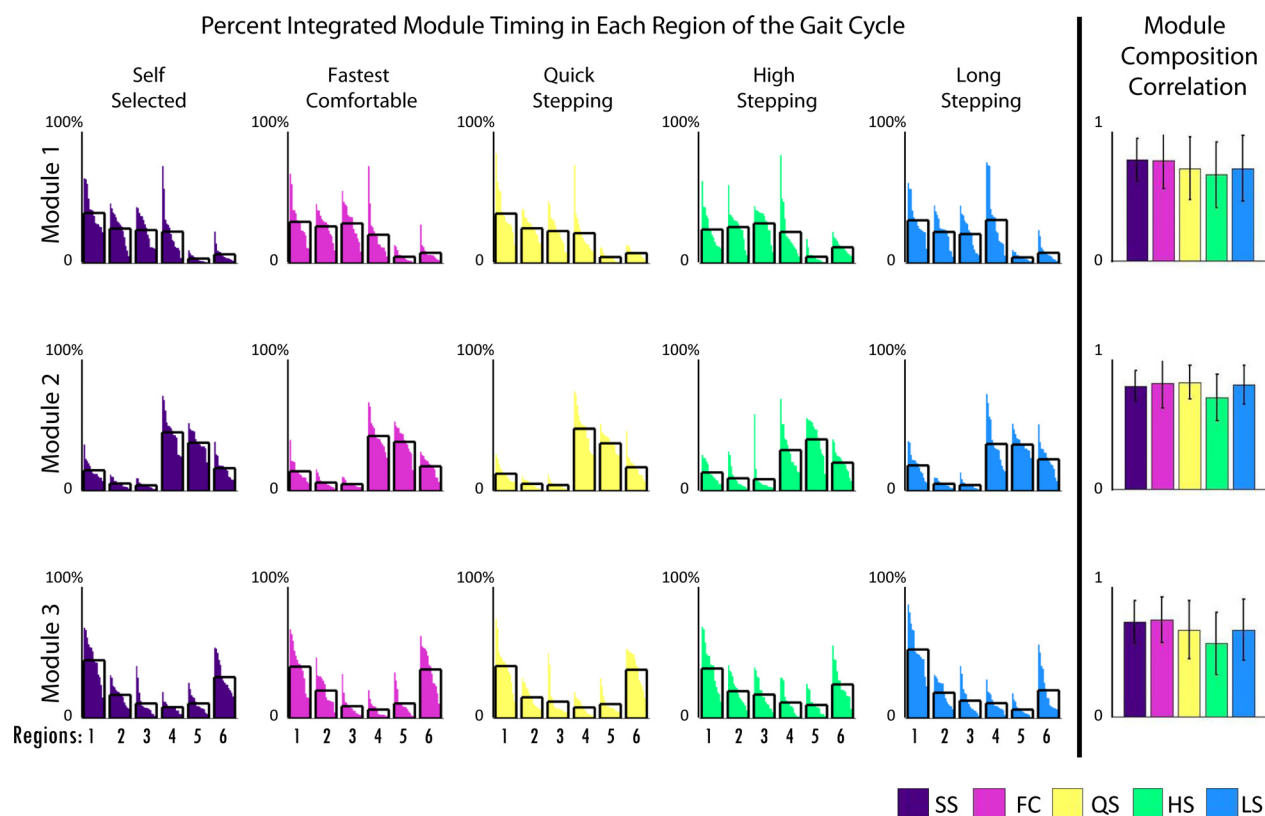 Percent Integrated Module Timing in Each Region of the Gait Cycle
Module
Composition
Correlation
Self
Selected
Fastest
Comfortable
Quick
Stepping
High
Stepping
Long
Stepping
Module 1
100%
0
100%
0
100%
0
100%
0
100%
0
1
0
Module 2
100%
0
100%
0
100%
0
100%
0
100%
0
1
0
Module 3
100%
0
100%
0
100%
0
100%
0
100%
0
1
0
Regions: 1 2 3 4 5 6 1 2 3 4 5 6 1 2 3 4 5 6 1 2 3 4 5 6 1 2 3 4 5 6
SS FC QS HS LS